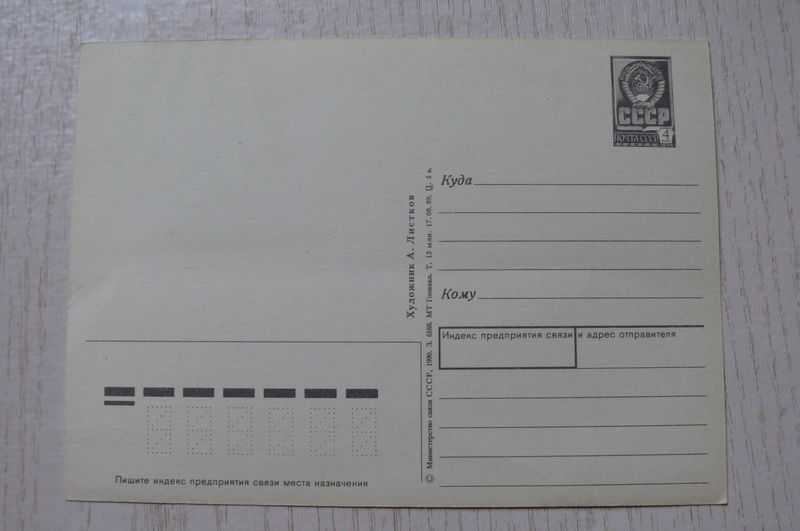 СССР
ПОЧТА СССР
4
Куда
Кому
Индекс предприятия связи и адрес отправителя
Художник А. Листков
© Министерство связи СССР, 1990. З. 6188. МТ Гознака. Т. 13 млн. 17. 08. 89. Ц. 5 к.
Пишите индекс предприятия связи места назначения